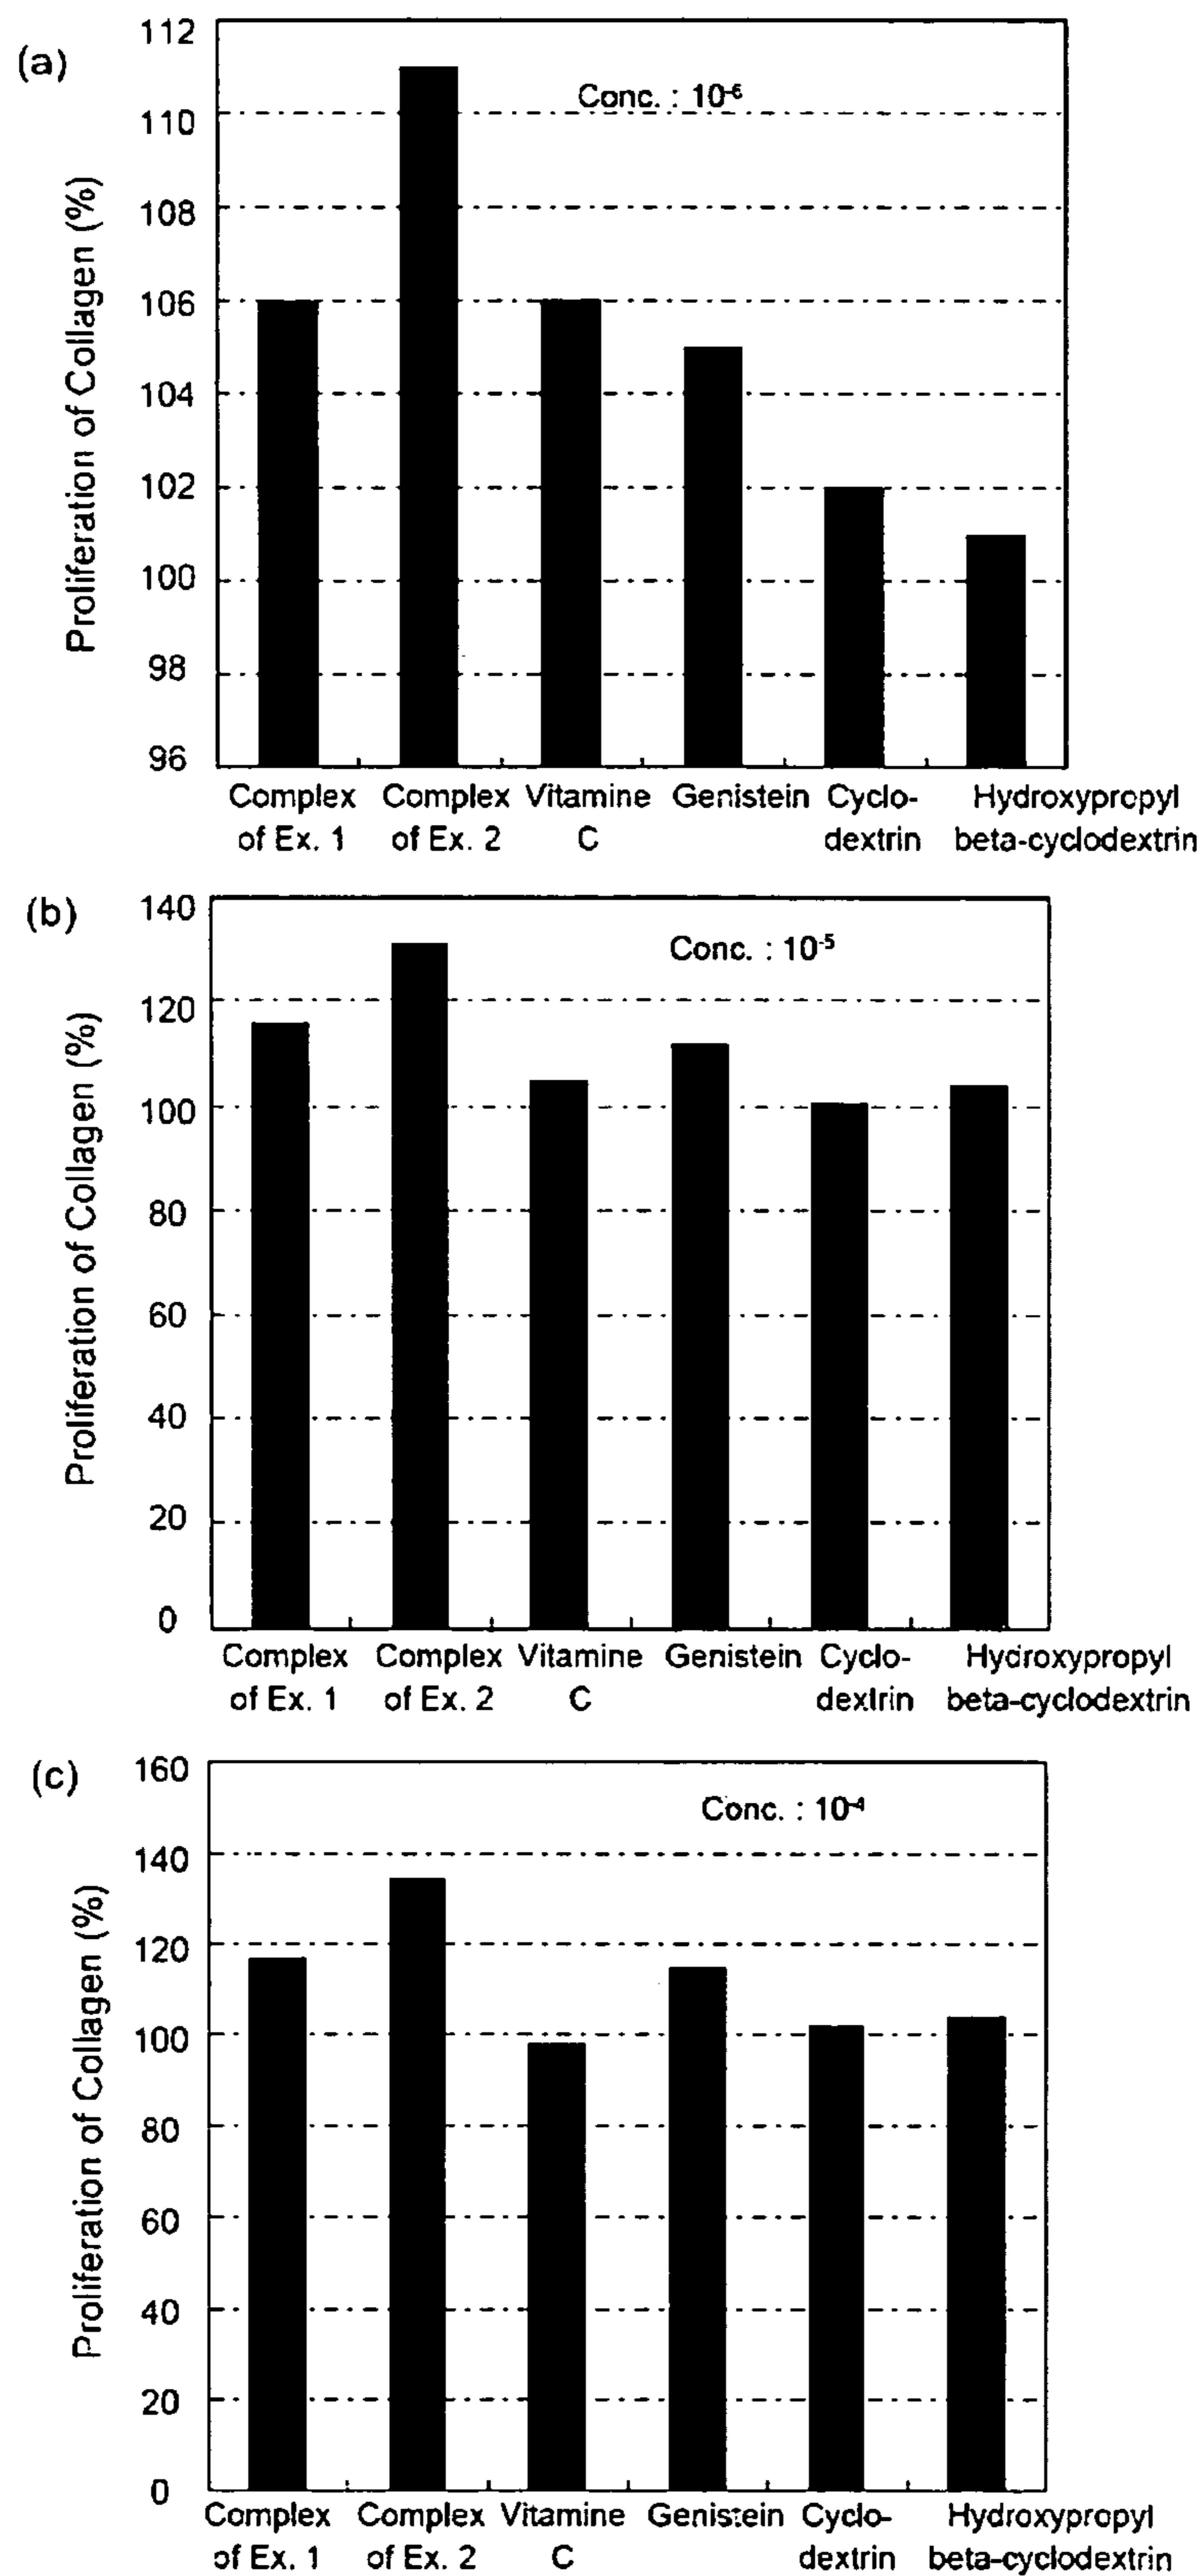 (a)
112
110
108
106
104
102
100
98
96
Proliferation of Collagen (%)
Conc. : 10⁻⁶
Complex Complex Vitamine Genistein Cyclo- Hydroxypropyl
of Ex. 1 of Ex. 2 C dextrin beta-cyclodextrin
(b)
140
120
100
80
60
40
20
0
Proliferation of Collagen (%)
Conc. : 10⁻⁵
Complex Complex Vitamine Genistein Cyclo- Hydroxypropyl
of Ex. 1 of Ex. 2 C dextrin beta-cyclodextrin
(c)
160
140
120
100
80
60
40
20
0
Proliferation of Collagen (%)
Conc. : 10⁻⁴
Complex Complex Vitamine Genistein Cyclo- Hydroxypropyl
of Ex. 1 of Ex. 2 C dextrin beta-cyclodextrin